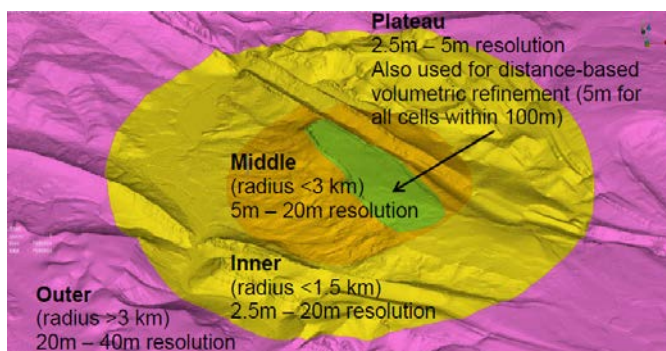 Plateau
2.5m – 5m resolution
Also used for distance-based
volumetric refinement (5m for
all cells within 100m)
Middle
(radius <3 km)
5m – 20m resolution
Inner
(radius <1.5 km)
2.5m – 20m resolution
Outer
(radius >3 km)
20m – 40m resolution